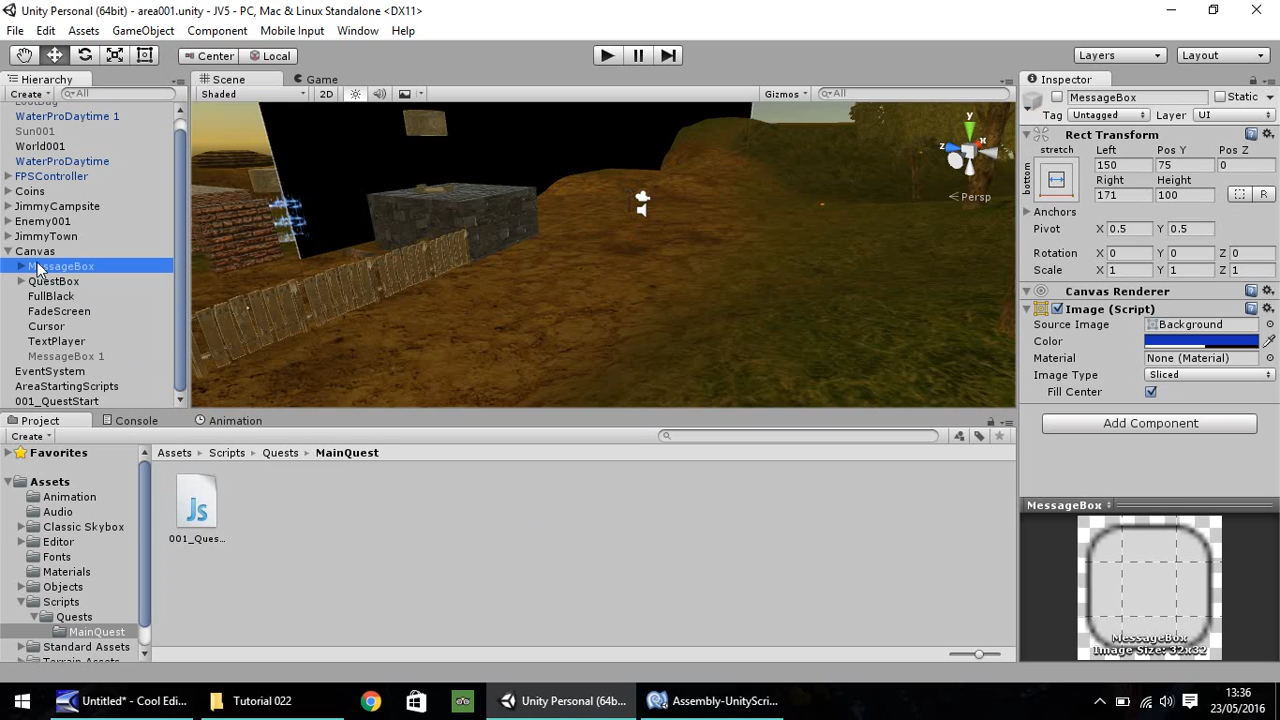 Unity Personal (64bit) - area001.unity - JV5 - PC, Mac & Linux Standalone <DX11>
File Edit Assets GameObject Component Mobile Input Window Help
Center Local Layers Layout
Hierarchy Scene Game Inspector
Create All Shaded 2D Gizmos All MessageBox Static
Tag Untagged Layer UI
LootBag
WaterProDaytime 1
Sun001
World001
WaterProDaytime
FPSController
Coins
JimmyCampsite
Enemy001
JimmyTown
Canvas
MessageBox
QuestBox
FullBlack
FadeScreen
Cursor
TextPlayer
MessageBox 1
EventSystem
AreaStartingScripts
001_QuestStart
y
x
z
Persp
Rect Transform
stretch Left Pos Y Pos Z
bottom 150 75 0
Right Height
171 100 R
Anchors
Pivot X 0.5 Y 0.5
Rotation X 0 Y 0 Z 0
Scale X 1 Y 1 Z 1
Canvas Renderer
Image (Script)
Source Image Background
Color
Material None (Material)
Image Type Sliced
Fill Center
Add Component
Project Console Animation
Create
Favorites
Assets
Animation
Audio
Classic Skybox
Editor
Fonts
Materials
Objects
Scripts
Quests
MainQuest
Standard Assets
Assets Scripts Quests MainQuest
Js
001_Ques...
MessageBox
MessageBox
Image Size: 32x32
Untitled* - Cool Edi... Tutorial 022 Unity Personal (64b... Assembly-UnityScri...
13:36
23/05/2016